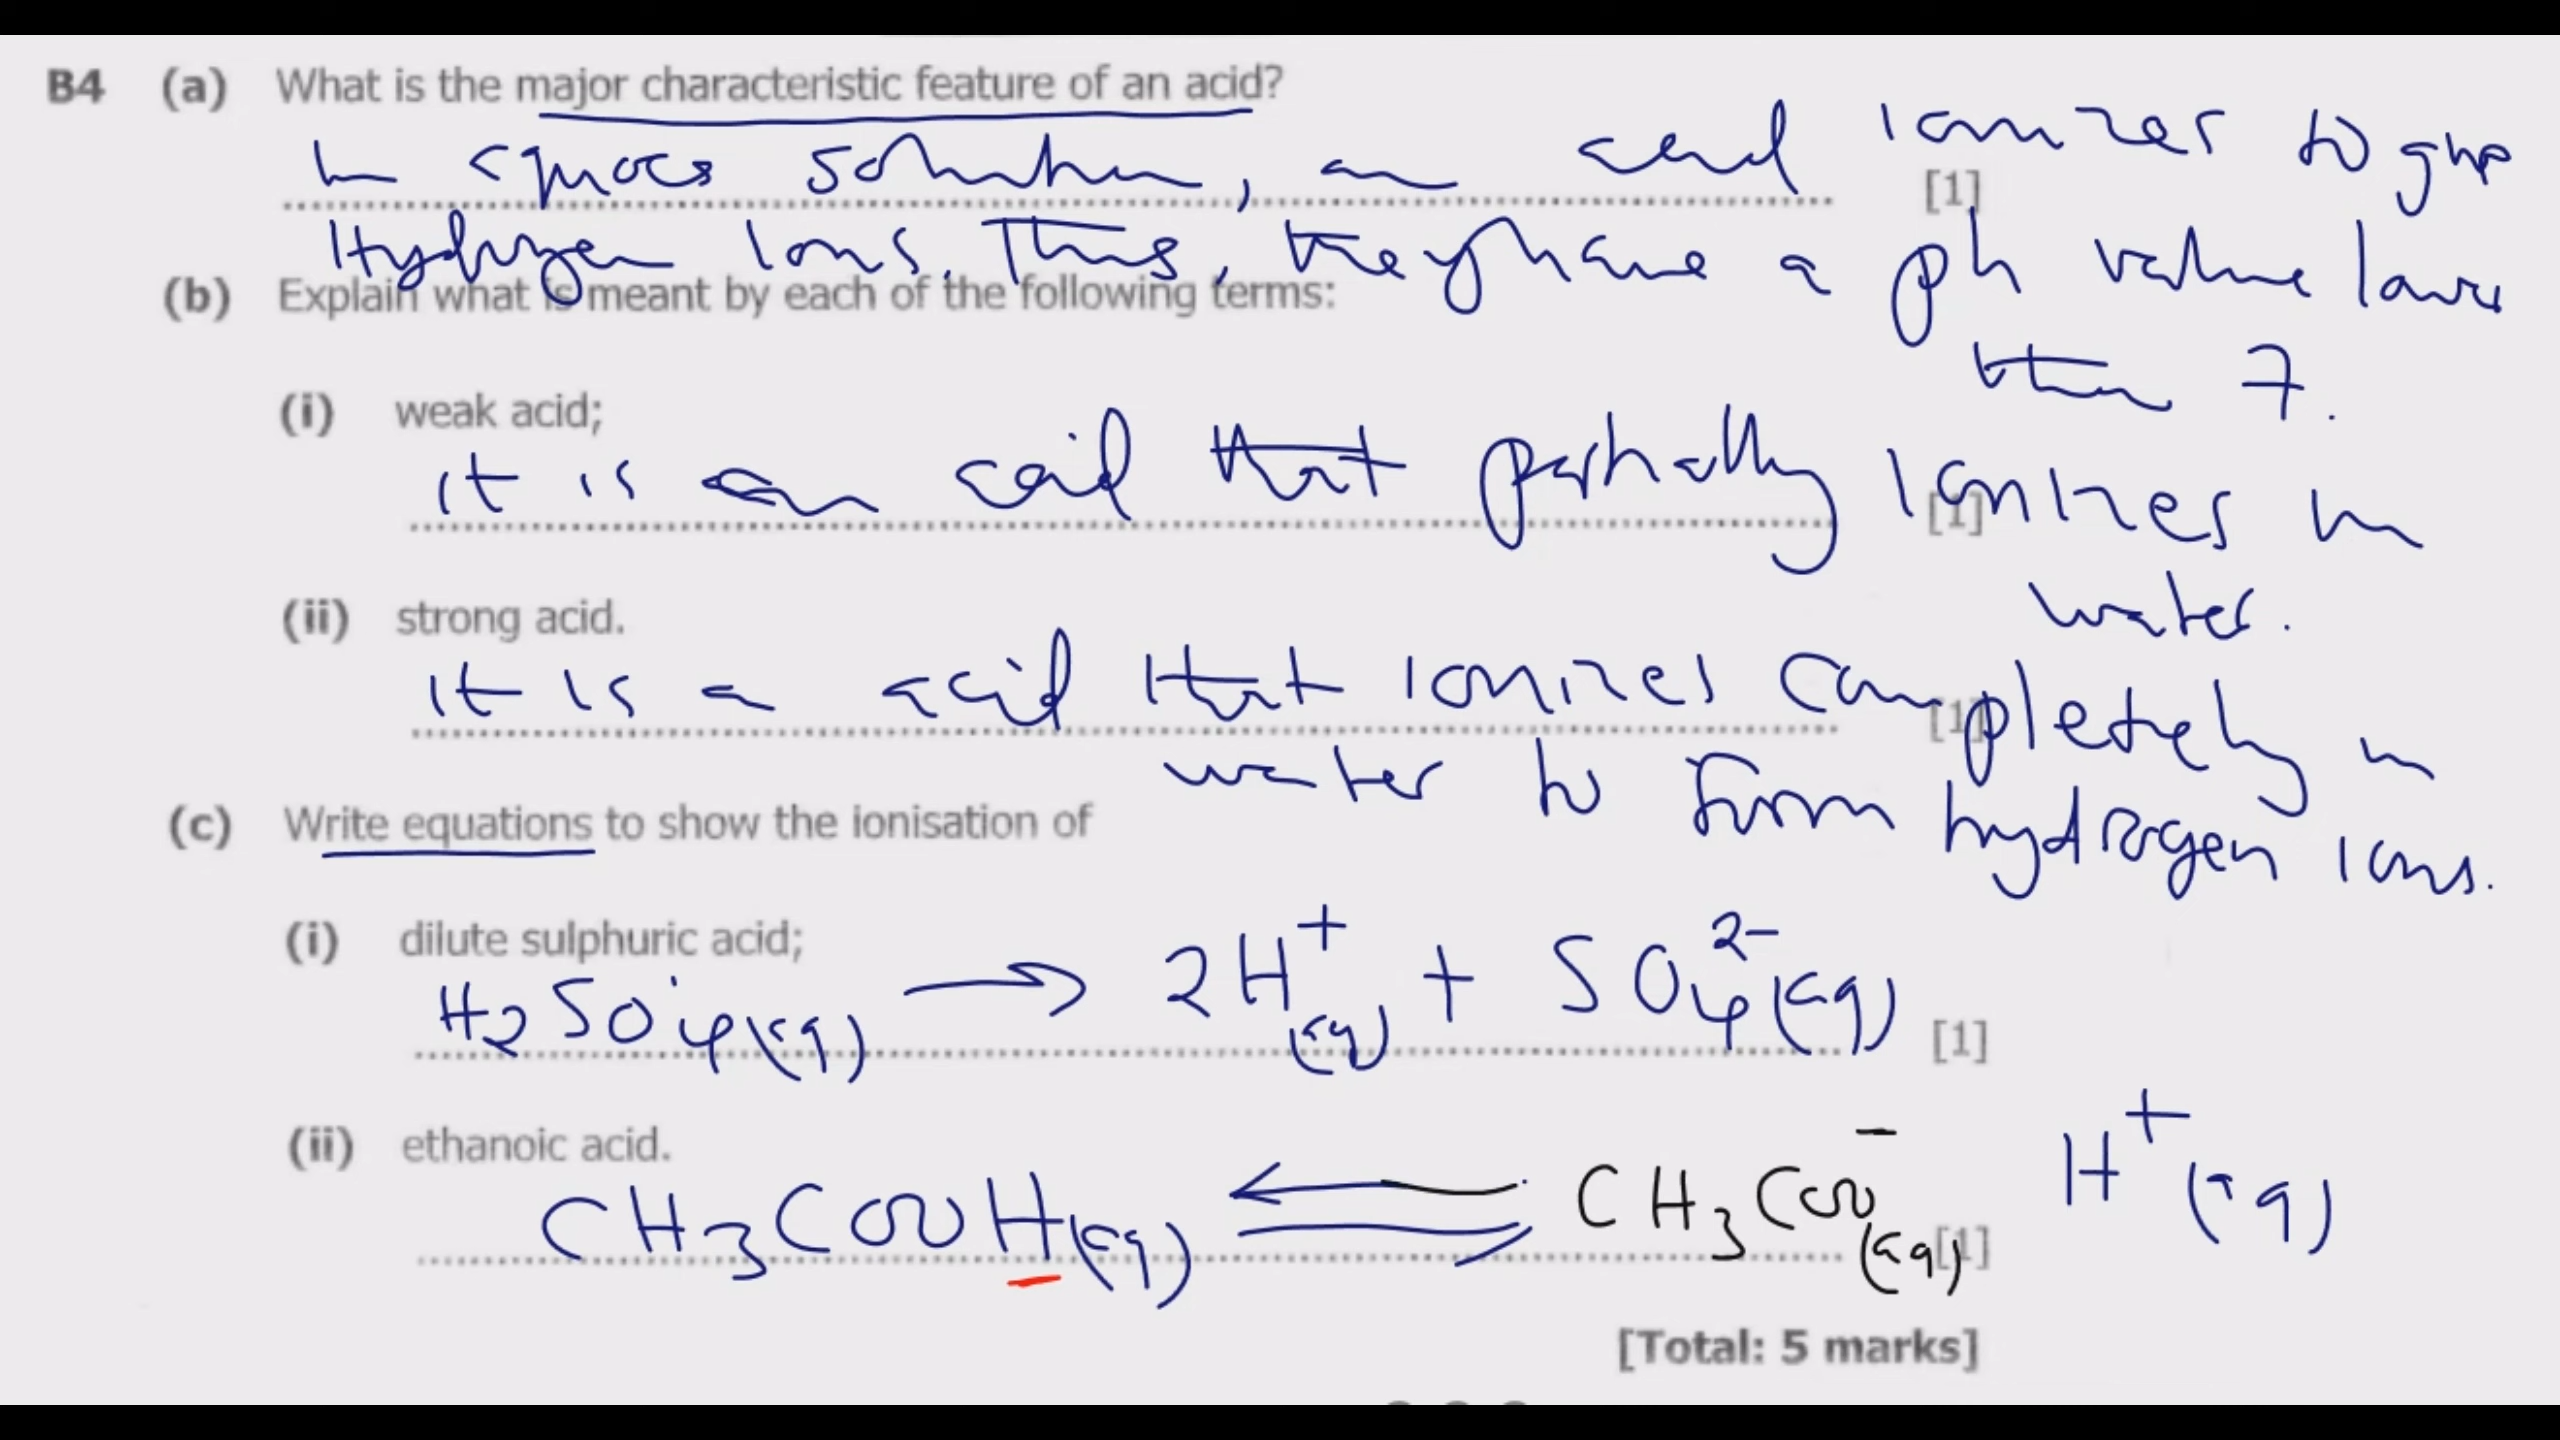 B4 (a) What is the major characteristic feature of an acid?
In aqueous solution, an acid ionizes to give
[1]
Hydrogen Ions. Thus, they have a ph value lower
(b) Explain what is meant by each of the following terms:
than 7.
(i) weak acid;
it is an acid that partially Ionizes in
[1]
water.
(ii) strong acid.
It is a acid that ionizes completely in
[1]
water to form hydrogen ions.
(c) Write equations to show the ionisation of
(i) dilute sulphuric acid;
H2SO4(aq) → 2H+(aq) + SO4 2-(aq)
[1]
(ii) ethanoic acid.
CH3COOH(aq) ⇌ CH3COO-(aq) H+(aq)
[1]
[Total: 5 marks]